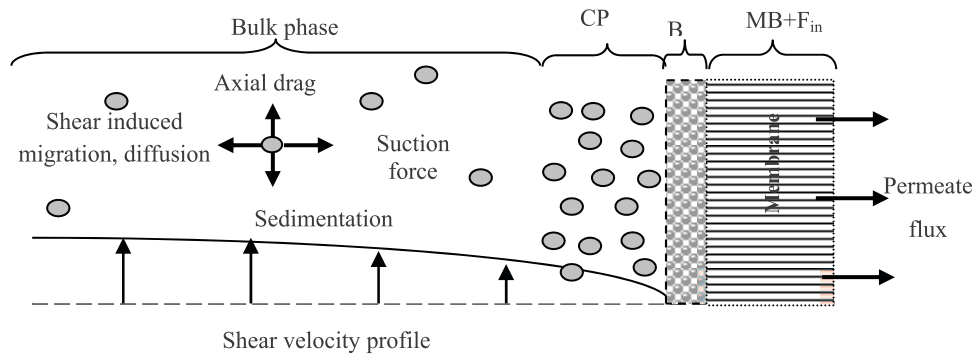 Bulk phase
CP
B
MB+Fin
Axial drag
Shear induced
migration, diffusion
Suction
force
Sedimentation
Membrane
Permeate
flux
Shear velocity profile